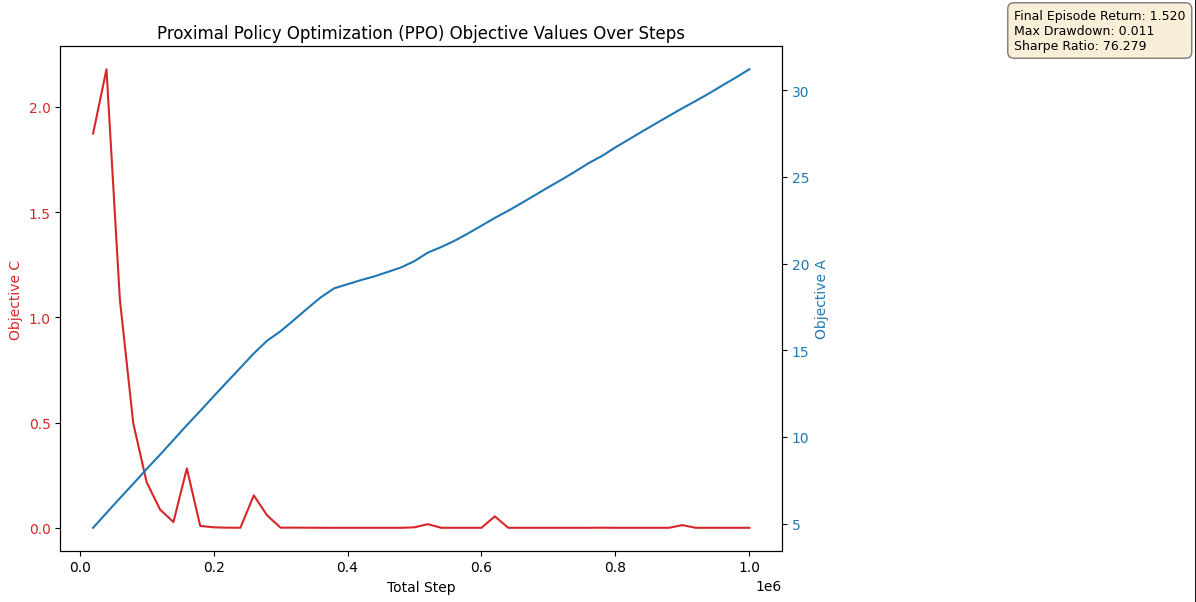 Final Episode Return: 1.520
Max Drawdown: 0.011
Sharpe Ratio: 76.279
Proximal Policy Optimization (PPO) Objective Values Over Steps
Objective C
2.0
1.5
1.0
0.5
0.0
30
25
20
15
10
5
Objective A
0.0 0.2 0.4 0.6 0.8 1.0
1e6
Total Step